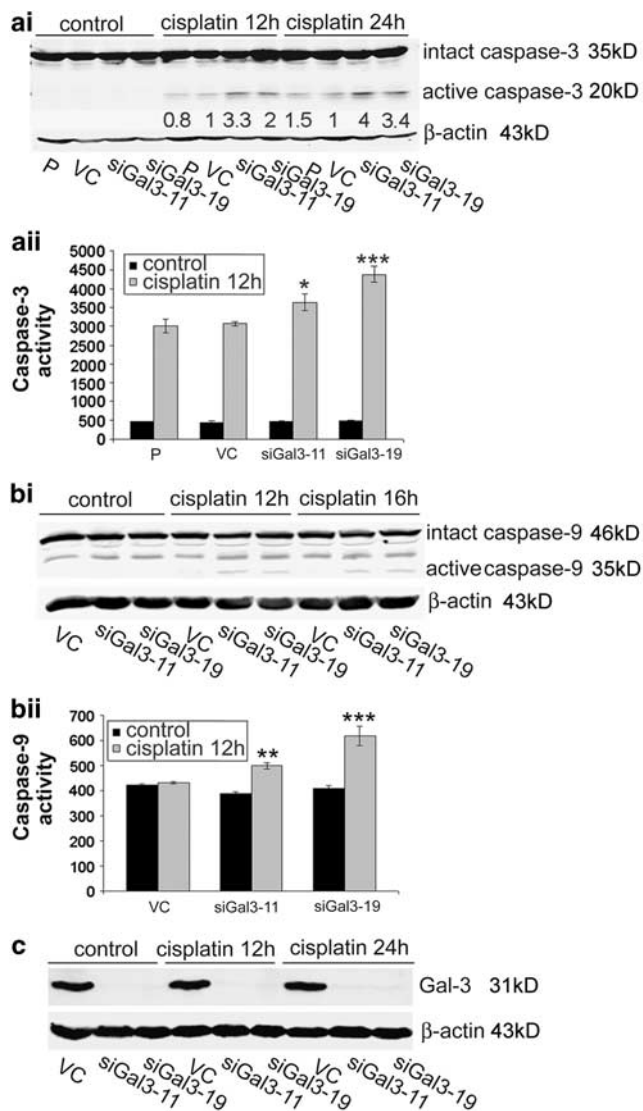 ai
control cisplatin 12h cisplatin 24h
intact caspase-3 35kD
active caspase-3 20kD
0.8 1 3.3 2 1.5 1 4 3.4
β-actin 43kD
P VC siGal3-11 siGal3-19 P VC siGal3-11 siGal3-19 P VC siGal3-11 siGal3-19
aii
Caspase-3 activity
5000
4500
4000
3500
3000
2500
2000
1500
1000
500
0
control
cisplatin 12h
*
***
P VC siGal3-11 siGal3-19
bi
control cisplatin 12h cisplatin 16h
intact caspase-9 46kD
active caspase-9 35kD
β-actin 43kD
VC siGal3-11 siGal3-19 VC siGal3-11 siGal3-19 VC siGal3-11 siGal3-19
bii
Caspase-9 activity
700
600
500
400
300
200
100
0
control
cisplatin 12h
**
***
VC siGal3-11 siGal3-19
c
control cisplatin 12h cisplatin 24h
Gal-3 31kD
β-actin 43kD
VC siGal3-11 siGal3-19 VC siGal3-11 siGal3-19 VC siGal3-11 siGal3-19